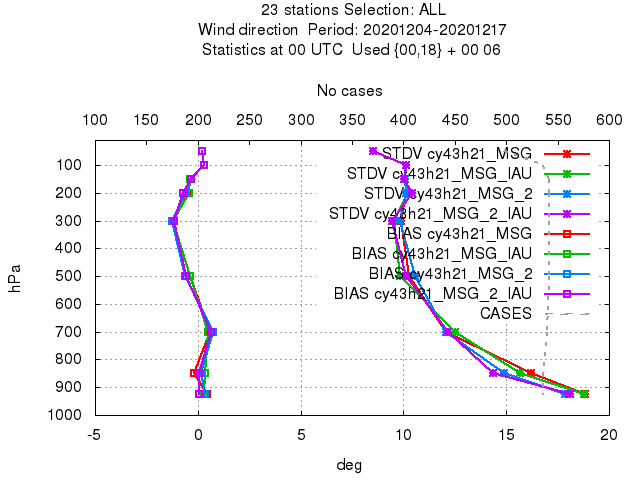 23 stations Selection: ALL
Wind direction  Period: 20201204-20201217
Statistics at 00 UTC  Used {00,18} + 00 06
No cases
100 150 200 250 300 350 400 450 500 550 600
STDV cy43h21_MSG
STDV cy43h21_MSG_IAU
STDV cy43h21_MSG_2
STDV cy43h21_MSG_2_IAU
BIAS cy43h21_MSG
BIAS cy43h21_MSG_IAU
BIAS cy43h21_MSG_2
BIAS cy43h21_MSG_2_IAU
CASES
hPa
100
200
300
400
500
600
700
800
900
1000
-5 0 5 10 15 20
deg